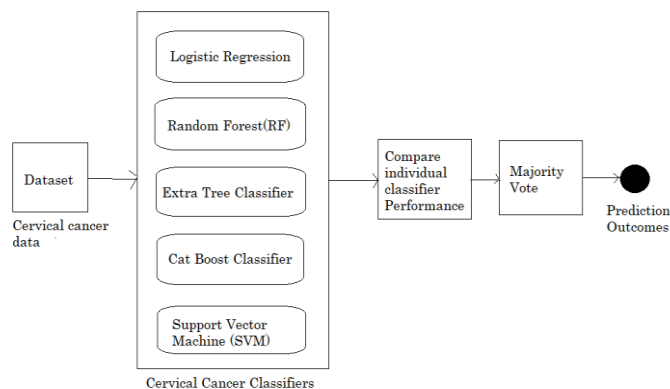 Dataset
Cervical cancer
data
Logistic Regression
Random Forest(RF)
Extra Tree Classifier
Cat Boost Classifier
Support Vector
Machine (SVM)
Cervical Cancer Classifiers
Compare
individual
classifier
Performance
Majority
Vote
Prediction
Outcomes